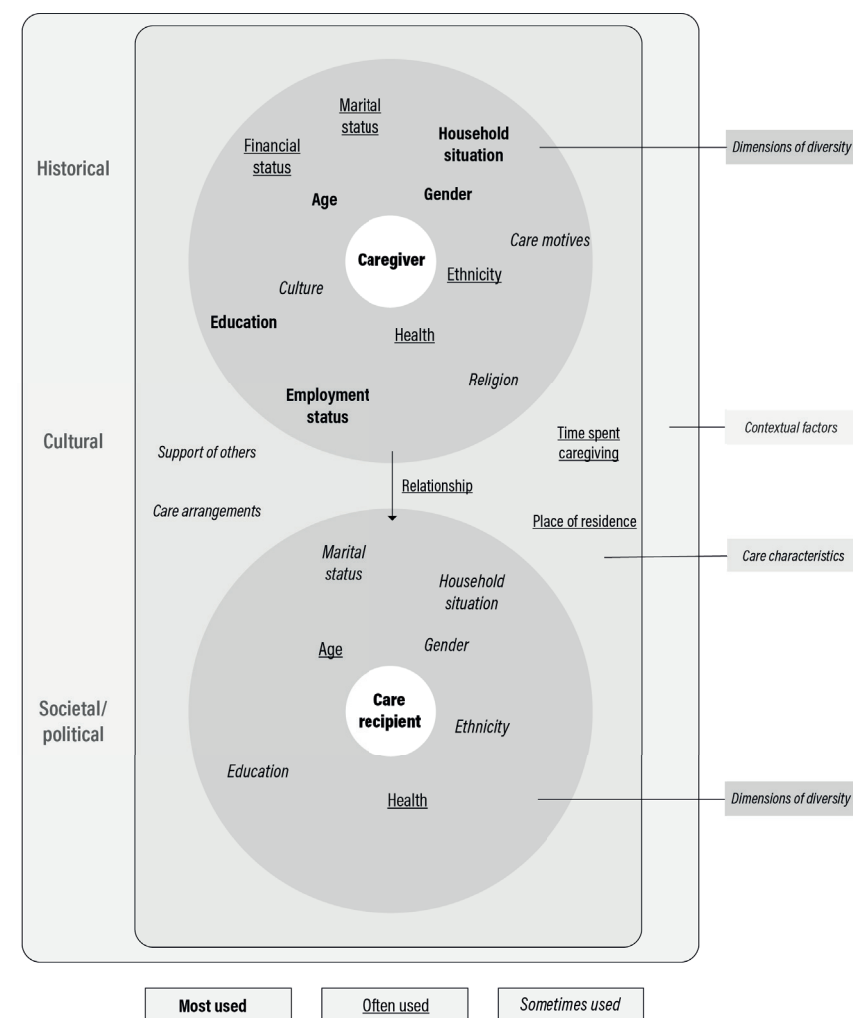 Marital
status
Household
situation
Dimensions of diversity
Financial
status
Historical
Age
Gender
Care motives
Caregiver
Ethnicity
Culture
Education
Health
Religion
Employment
status
Cultural
Support of others
Time spent
caregiving
Contextual factors
Relationship
Care arrangements
Place of residence
Care characteristics
Marital
status
Household
situation
Age
Gender
Societal/
political
Care
recipient
Ethnicity
Education
Health
Dimensions of diversity
Most used
Often used
Sometimes used